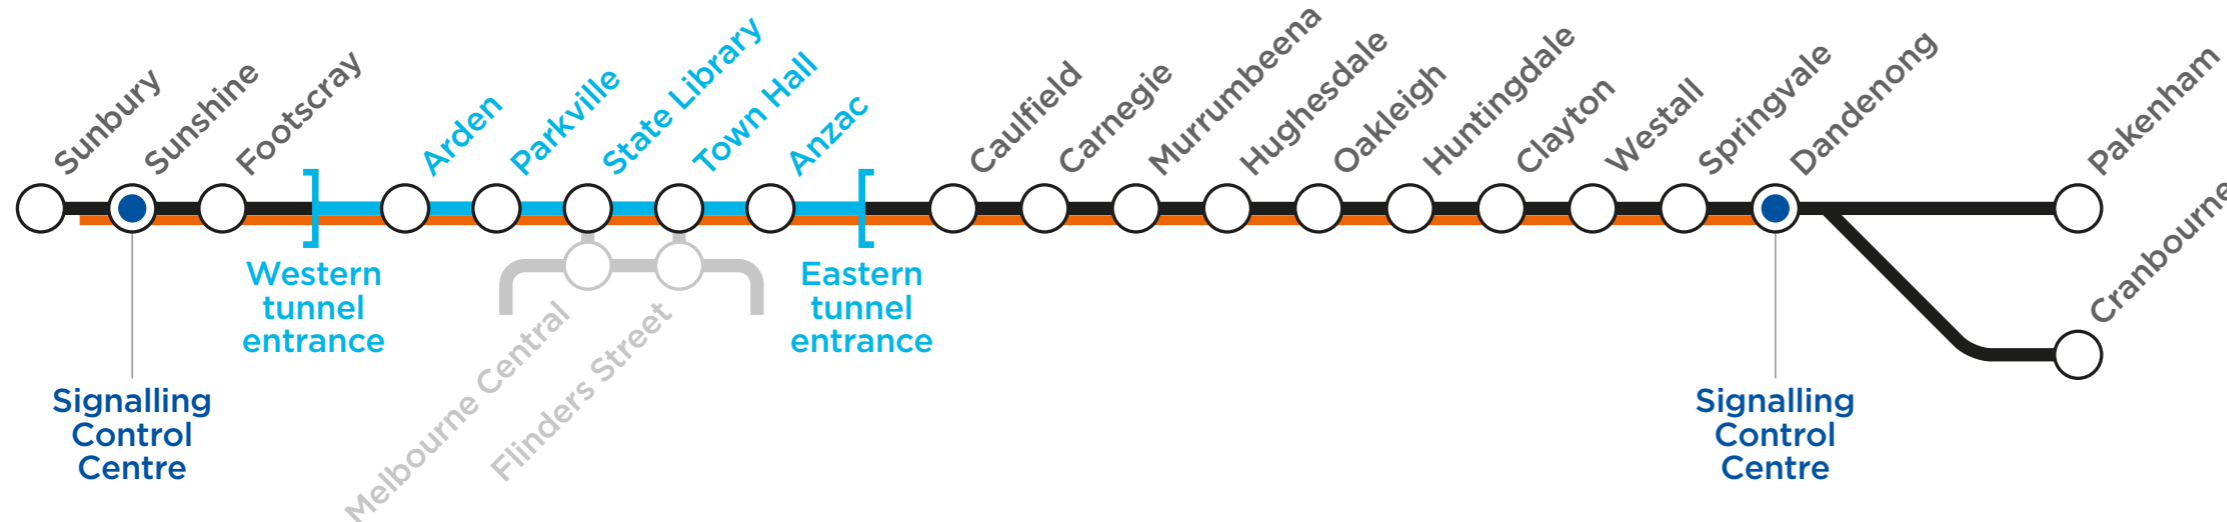 Sunbury
Sunshine
Footscray
Arden
Parkville
State Library
Town Hall
Anzac
Caulfield
Carnegie
Murrumbeena
Hughesdale
Oakleigh
Huntingdale
Clayton
Westall
Springvale
Dandenong
Pakenham
Cranbourne
Western
tunnel
entrance
Melbourne Central
Flinders Street
Eastern
tunnel
entrance
Signalling
Control
Centre
Signalling
Control
Centre